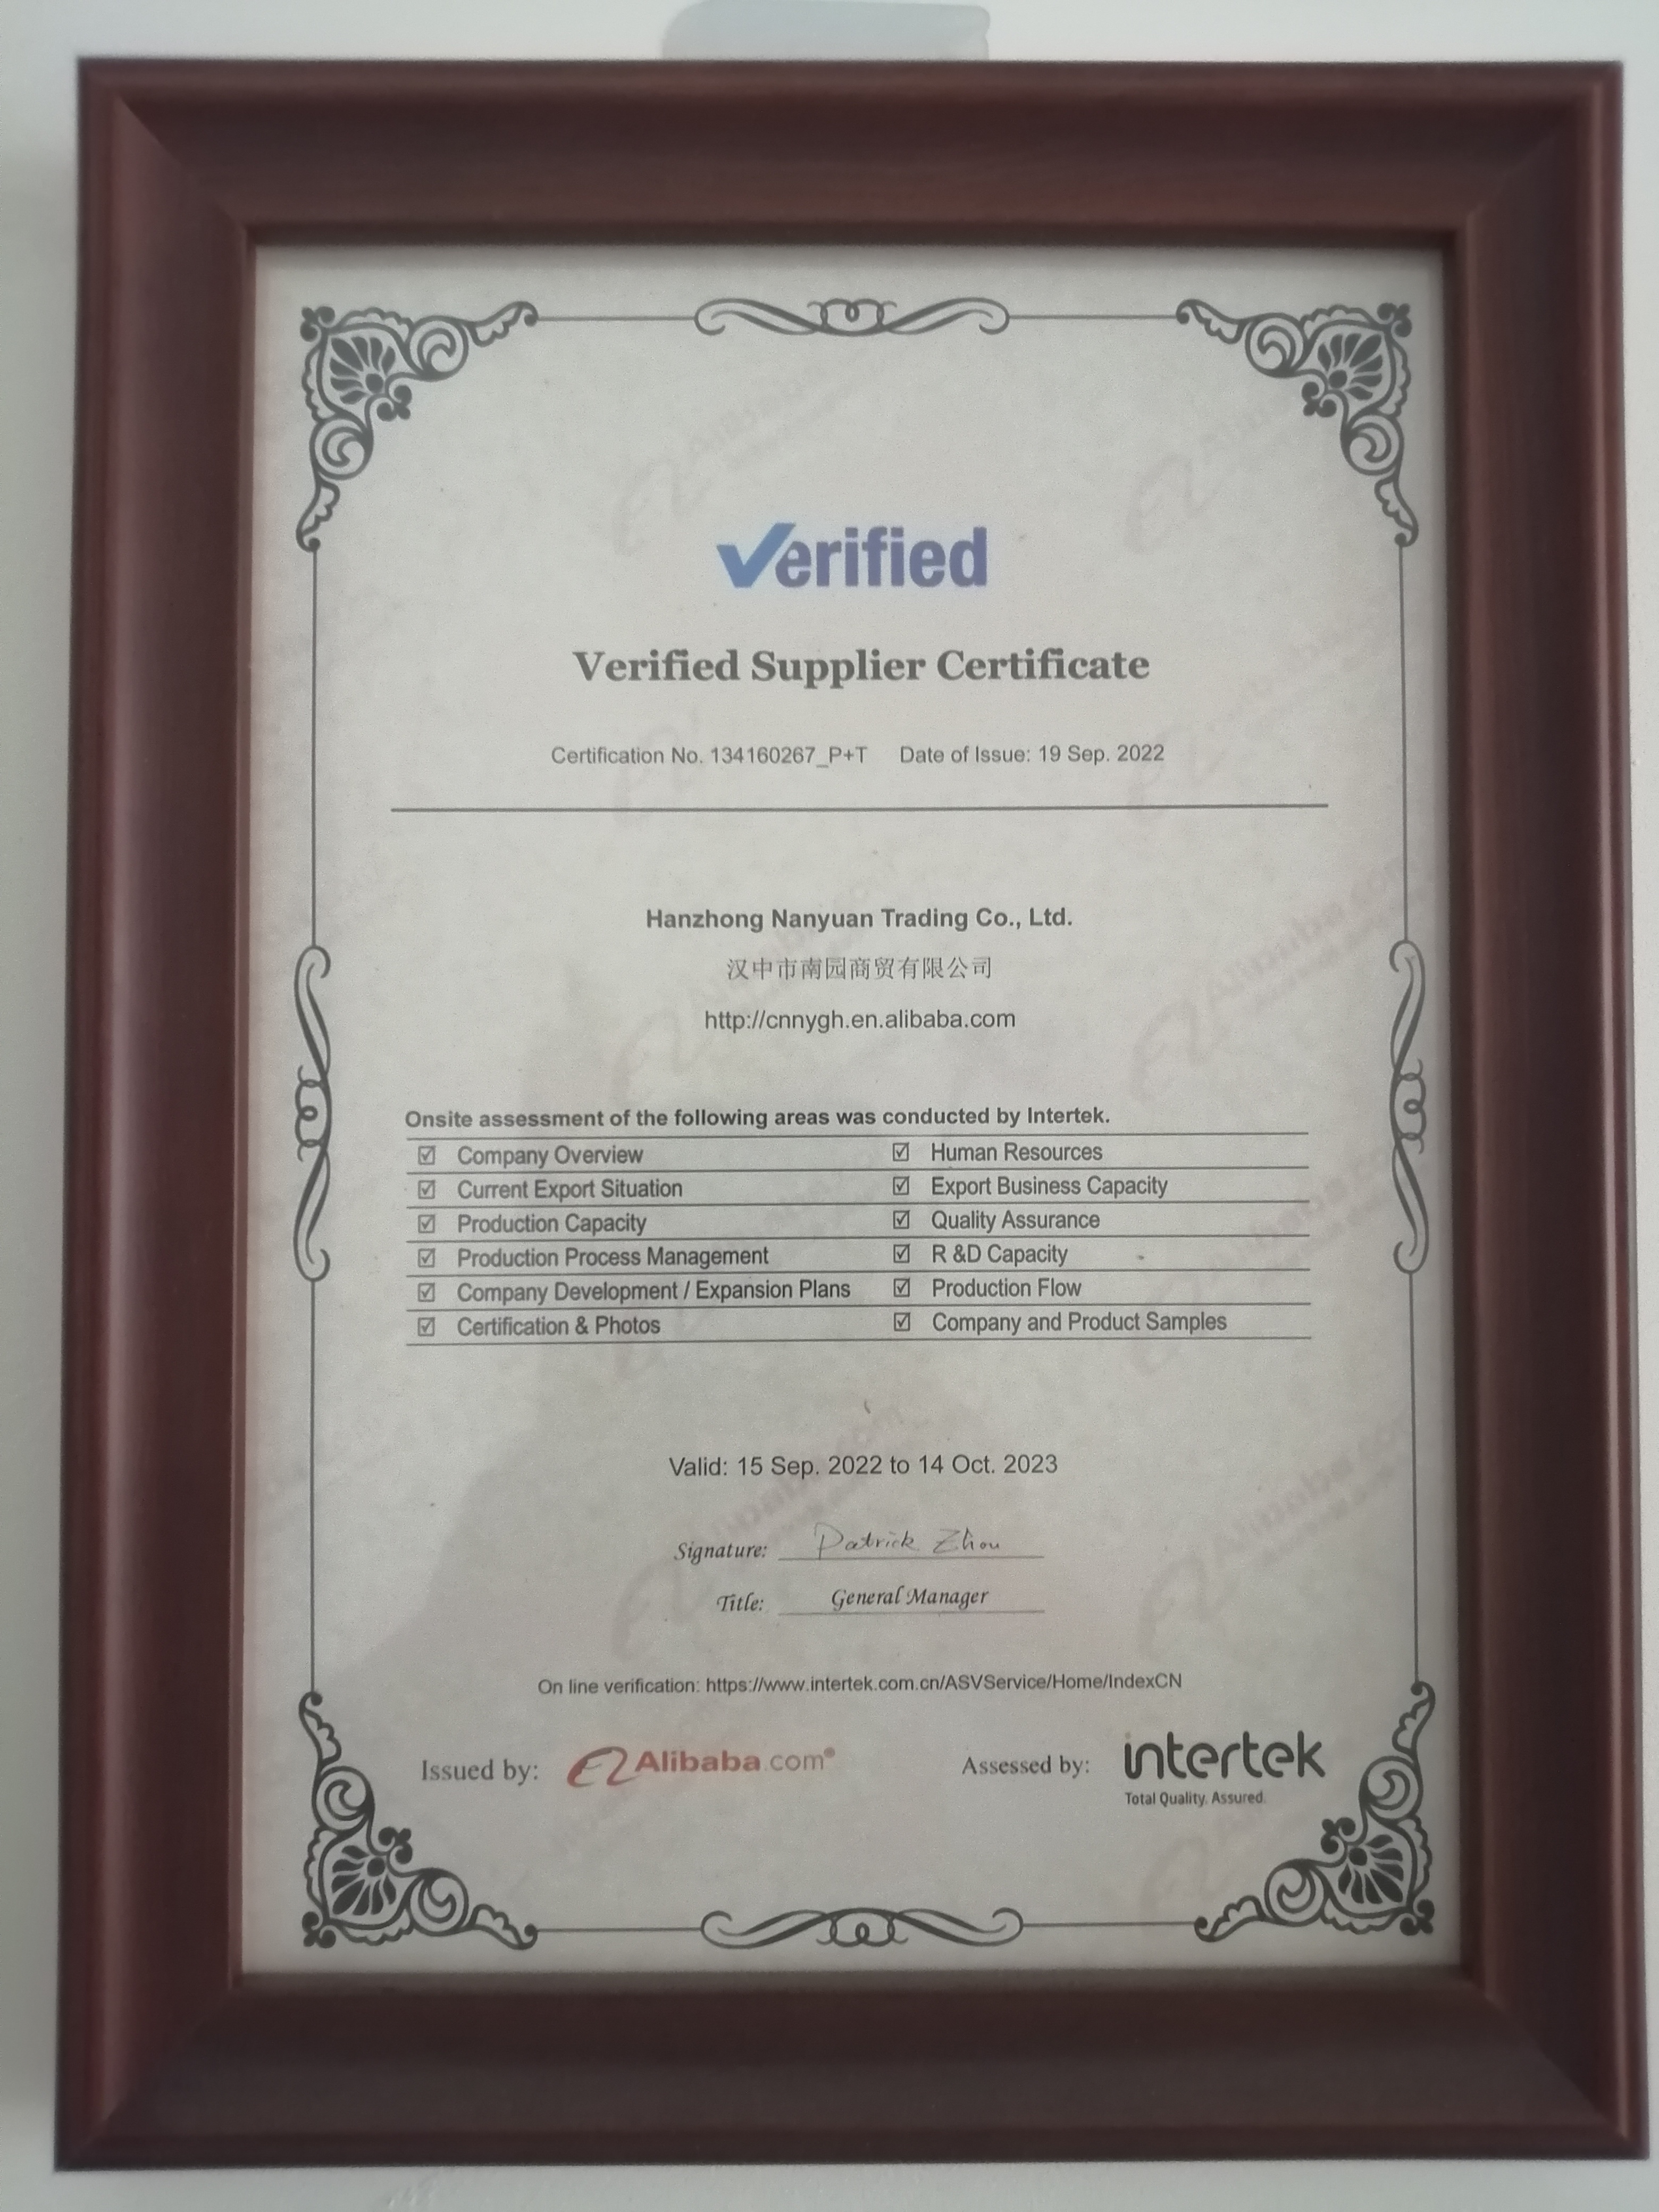 Verified
Verified Supplier Certificate
Certification No. 134160267_P+T Date of Issue: 19 Sep. 2022
Hanzhong Nanyuan Trading Co., Ltd.
汉中市南园商贸有限公司
http://cnnygh.en.alibaba.com
Onsite assessment of the following areas was conducted by Intertek.
☑ Company Overview ☑ Human Resources
☑ Current Export Situation ☑ Export Business Capacity
☑ Production Capacity ☑ Quality Assurance
☑ Production Process Management ☑ R &D Capacity
☑ Company Development / Expansion Plans ☑ Production Flow
☑ Certification & Photos ☑ Company and Product Samples
Valid: 15 Sep. 2022 to 14 Oct. 2023
Signature: Patrick Zhou
Title: General Manager
On line verification: https://www.intertek.com.cn/ASVService/Home/IndexCN
Issued by: Alibaba.com® Assessed by: intertek
Total Quality. Assured.